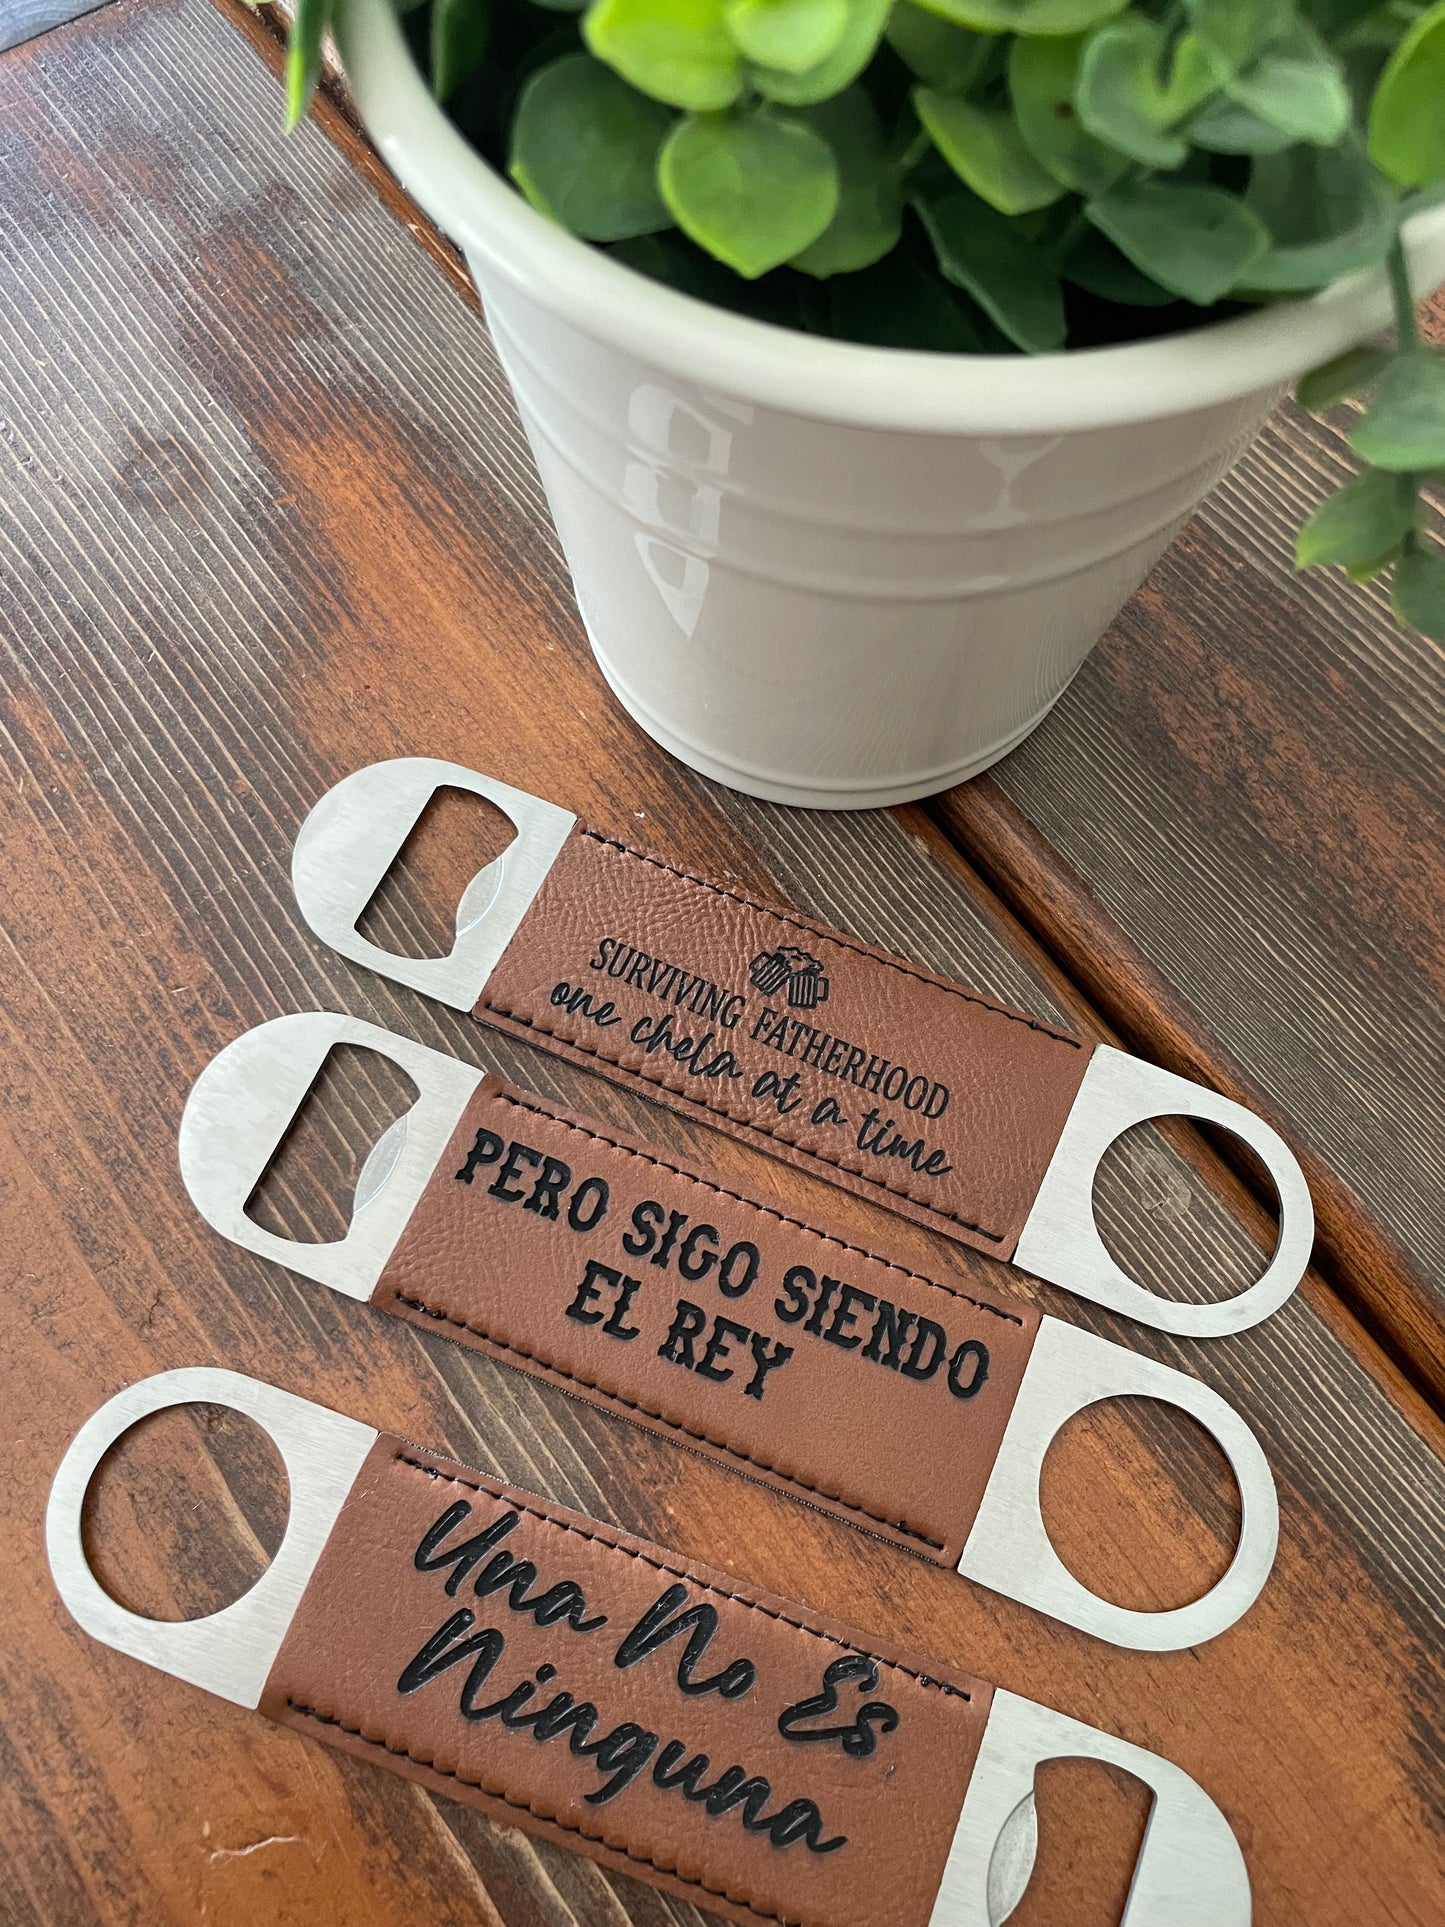 SURVIVING FATHERHOOD
one chela at a time
PERO SIGO SIENDO
EL REY
Una No Es
Ninguna